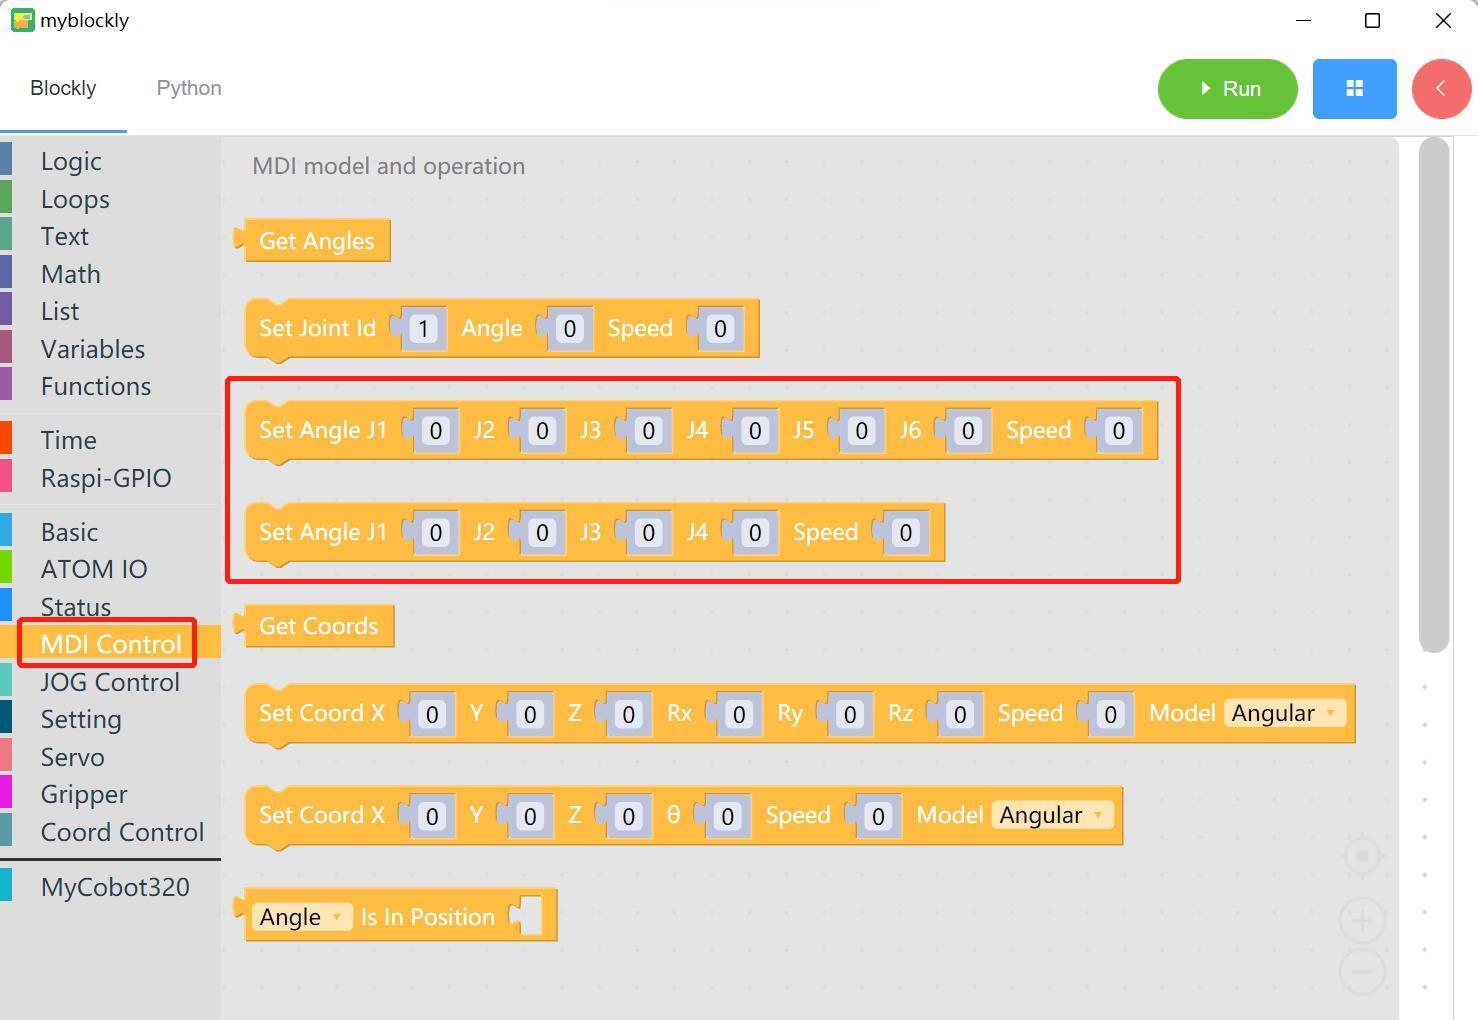 myblockly
Blockly
Python
Run
Logic
Loops
Text
Math
List
Variables
Functions
Time
Raspi-GPIO
Basic
ATOM IO
Status
MDI Control
JOG Control
Setting
Servo
Gripper
Coord Control
MyCobot320
MDI model and operation
Get Angles
Set Joint Id 1 Angle 0 Speed 0
Set Angle J1 0 J2 0 J3 0 J4 0 J5 0 J6 0 Speed 0
Set Angle J1 0 J2 0 J3 0 J4 0 Speed 0
Get Coords
Set Coord X 0 Y 0 Z 0 Rx 0 Ry 0 Rz 0 Speed 0 Model Angular
Set Coord X 0 Y 0 Z 0 θ 0 Speed 0 Model Angular
Angle Is In Position